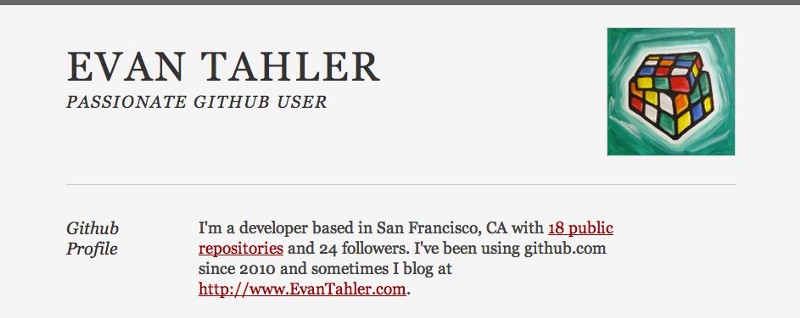 EVAN TAHLER
PASSIONATE GITHUB USER
Github
Profile
I'm a developer based in San Francisco, CA with 18 public
repositories and 24 followers. I've been using github.com
since 2010 and sometimes I blog at
http://www.EvanTahler.com.